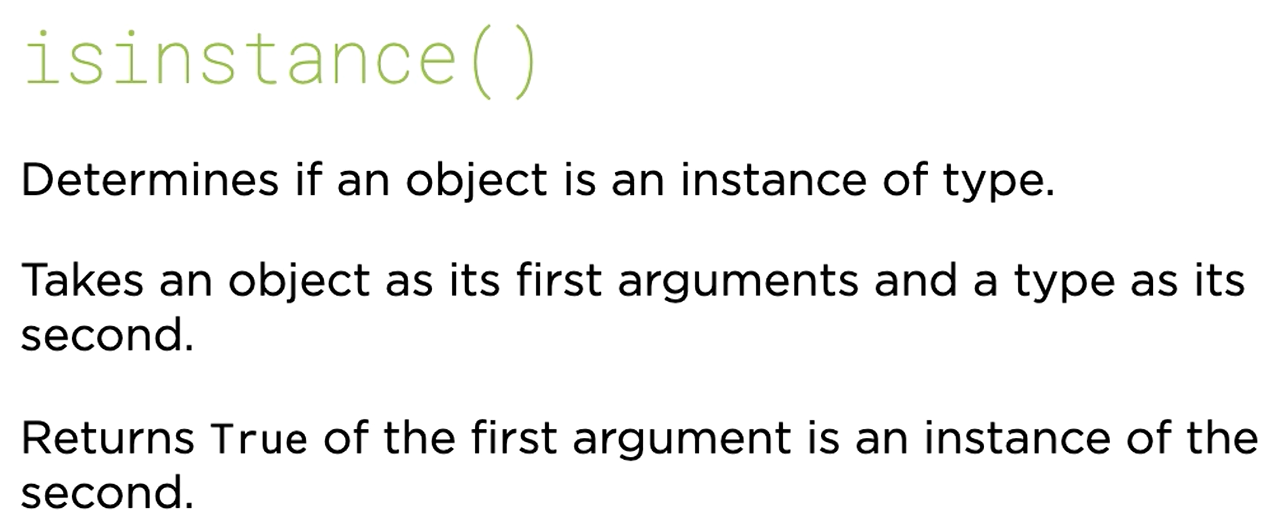 isinstance()
Determines if an object is an instance of type.
Takes an object as its first arguments and a type as its
second.
Returns True of the first argument is an instance of the
second.